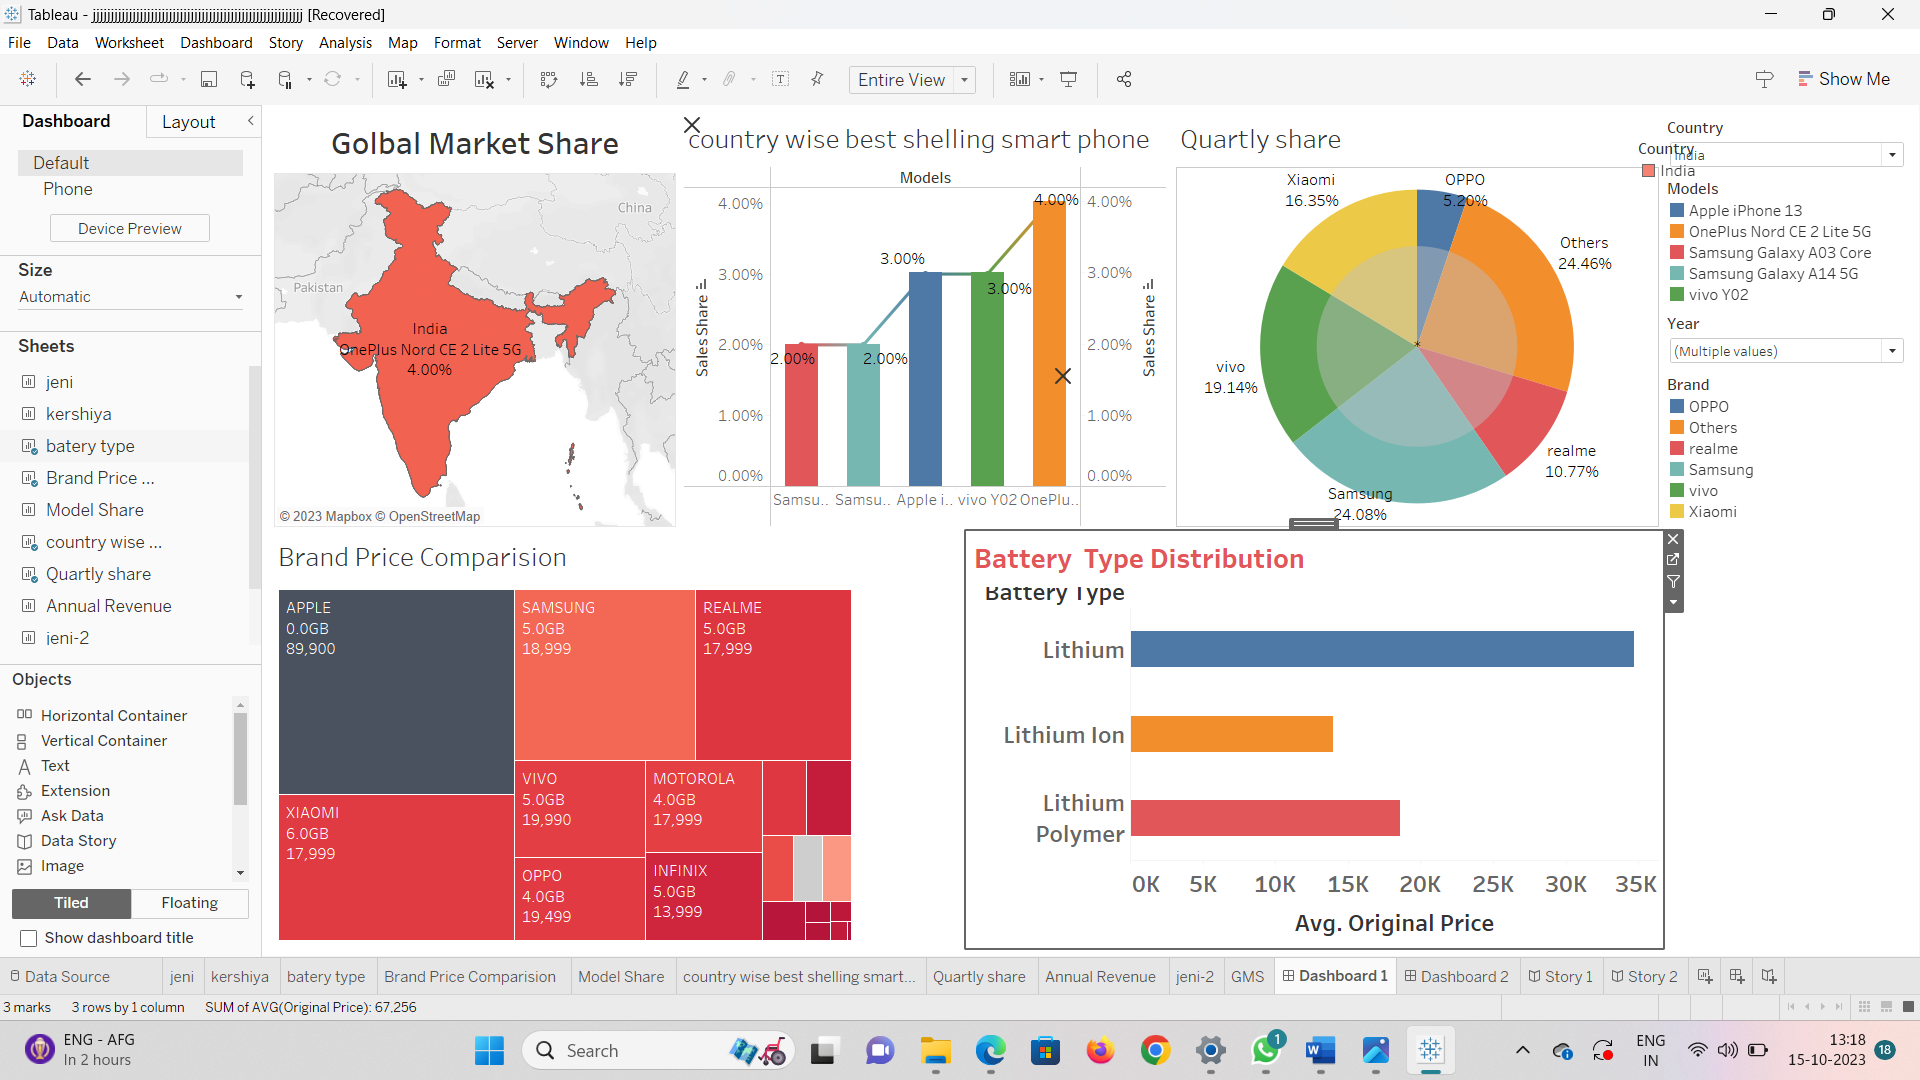 Tableau - jjjjjjjjjjjjjjjjjjjjjjjjjjjjjjjjjjjjjjjjjjjjjjjjjjjjjjjjjj [Recovered]
File Data Worksheet Dashboard Story Analysis Map Format Server Window Help
Entire View
Show Me
Dashboard Layout
Default
Phone
Device Preview
Size
Automatic
Sheets
jeni
kershiya
batery type
Brand Price ...
Model Share
country wise ...
Quartly share
Annual Revenue
jeni-2
Objects
Horizontal Container
Vertical Container
Text
Extension
Ask Data
Data Story
Image
Tiled Floating
Show dashboard title
Golbal Market Share
China
Pakistan
India
OnePlus Nord CE 2 Lite 5G
4.00%
© 2023 Mapbox © OpenStreetMap
country wise best shelling smart phone
Models
Sales Share
4.00%
3.00%
2.00%
1.00%
0.00%
2.00%
2.00%
3.00%
3.00%
4.00%
4.00%
3.00%
2.00%
1.00%
0.00%
Sales Share
Samsu.. Samsu.. Apple i.. vivo Y02 OnePlu..
Quartly share
Xiaomi
16.35%
OPPO
5.20%
Others
24.46%
vivo
19.14%
realme
10.77%
Samsung
24.08%
Country
India
Country
India
Models
Apple iPhone 13
OnePlus Nord CE 2 Lite 5G
Samsung Galaxy A03 Core
Samsung Galaxy A14 5G
vivo Y02
Year
(Multiple values)
Brand
OPPO
Others
realme
Samsung
vivo
Xiaomi
Brand Price Comparision
APPLE
0.0GB
89,900
SAMSUNG
5.0GB
18,999
REALME
5.0GB
17,999
XIAOMI
6.0GB
17,999
VIVO
5.0GB
19,990
MOTOROLA
4.0GB
17,999
OPPO
4.0GB
19,499
INFINIX
5.0GB
13,999
Battery Type Distribution
Battery Type
Lithium
Lithium Ion
Lithium
Polymer
0K 5K 10K 15K 20K 25K 30K 35K
Avg. Original Price
Data Source jeni kershiya batery type Brand Price Comparision Model Share country wise best shelling smart... Quartly share Annual Revenue jeni-2 GMS Dashboard 1 Dashboard 2 Story 1 Story 2
3 marks 3 rows by 1 column SUM of AVG(Original Price): 67,256
ENG - AFG
In 2 hours
Search
1
ENG
IN
13:18
15-10-2023
18